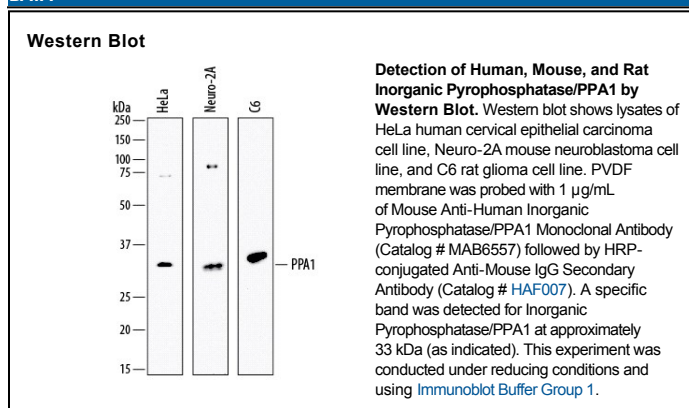 Western Blot
kDa
HeLa
Neuro-2A
C6
250
150
100
75
50
37
25
20
15
PPA1
Detection of Human, Mouse, and Rat
Inorganic Pyrophosphatase/PPA1 by
Western Blot. Western blot shows lysates of
HeLa human cervical epithelial carcinoma
cell line, Neuro-2A mouse neuroblastoma cell
line, and C6 rat glioma cell line. PVDF
membrane was probed with 1 µg/mL
of Mouse Anti-Human Inorganic
Pyrophosphatase/PPA1 Monoclonal Antibody
(Catalog # MAB6557) followed by HRP-
conjugated Anti-Mouse IgG Secondary
Antibody (Catalog # HAF007). A specific
band was detected for Inorganic
Pyrophosphatase/PPA1 at approximately
33 kDa (as indicated). This experiment was
conducted under reducing conditions and
using Immunoblot Buffer Group 1.